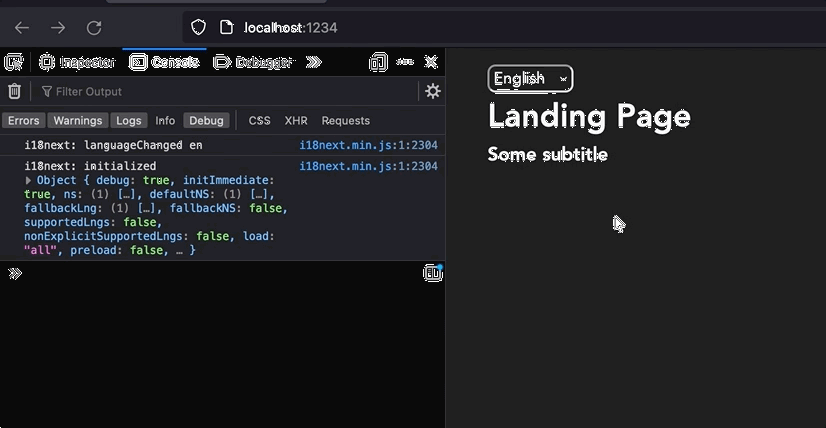 localhost:1234
Inspector Console Debugger
Filter Output
Errors Warnings Logs Info Debug CSS XHR Requests
i18next: languageChanged en i18next.min.js:1:2304
i18next: initialized i18next.min.js:1:2304
Object { debug: true, initImmediate:
true, ns: (1) […], defaultNS: (1) […],
fallbackLng: (1) […], fallbackNS: false,
supportedLngs: false,
nonExplicitSupportedLngs: false, load:
"all", preload: false, … }
English
Landing Page
Some subtitle